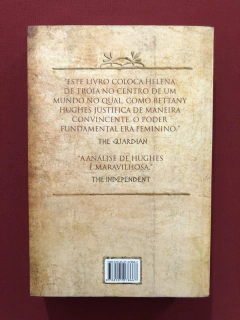 "ESTE LIVRO COLOCA HELENA
DE TROIA NO CENTRO DE UM
MUNDO NO QUAL, COMO BETTANY
HUGHES JUSTIFICA DE MANEIRA
CONVINCENTE, O PODER
FUNDAMENTAL ERA FEMININO."
THE GUARDIAN
"A ANÁLISE DE HUGHES
É MARAVILHOSA."
THE INDEPENDENT